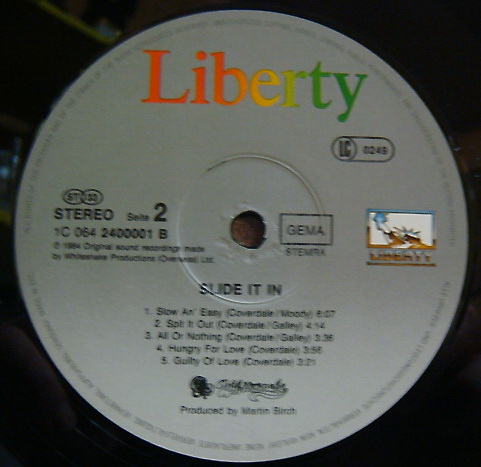 Liberty
LC 0249
ST 33
STEREO Seite 2
1C 064 2400001 B
℗ 1984 Original sound recordings made
by Whitesnake Productions (Overseas) Ltd.
GEMA
STEMRA
LIBERTY
SLIDE IT IN
1. Slow An' Easy (Coverdale/Moody) 6:07
2. Spit It Out (Coverdale/Galley) 4:14
3. All Or Nothing (Coverdale/Galley) 3:36
4. Hungry For Love (Coverdale) 3:56
5. Guilty Of Love (Coverdale) 3:21
Produced by Martin Birch